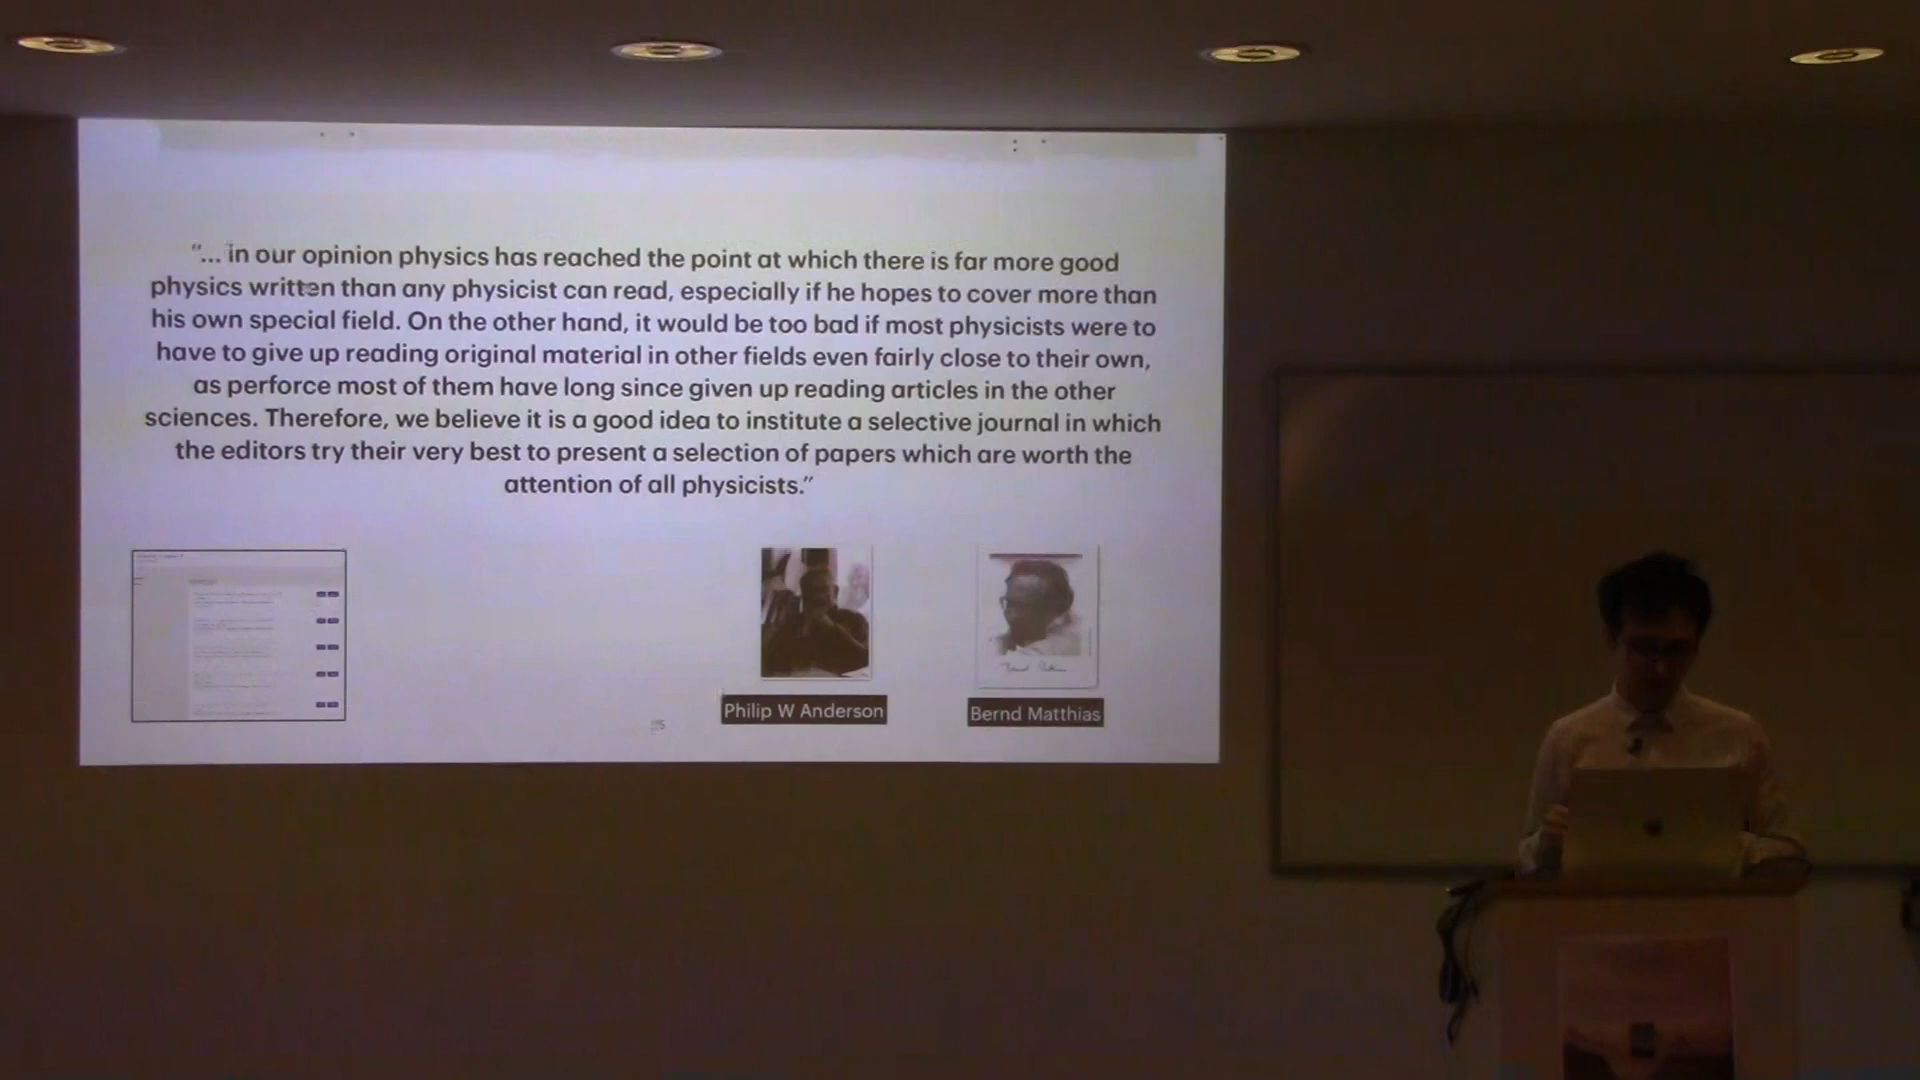 "... in our opinion physics has reached the point at which there is far more good
physics written than any physicist can read, especially if he hopes to cover more than
his own special field. On the other hand, it would be too bad if most physicists were to
have to give up reading original material in other fields even fairly close to their own,
as perforce most of them have long since given up reading articles in the other
sciences. Therefore, we believe it is a good idea to institute a selective journal in which
the editors try their very best to present a selection of papers which are worth the
attention of all physicists."
Philip W Anderson
Bernd Matthias